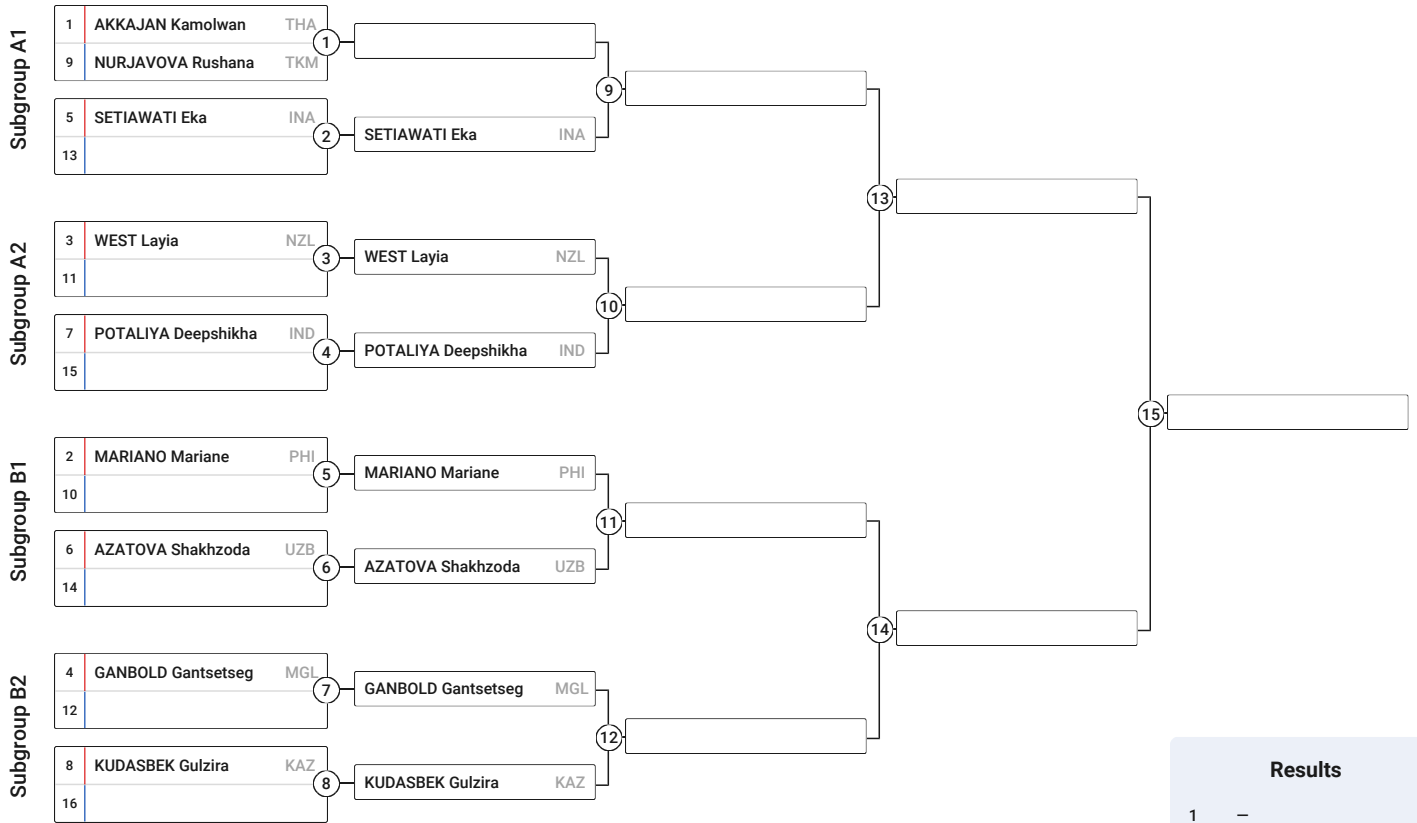 Subgroup A1
1 AKKAJAN Kamolwan THA
9 NURJAVOVA Rushana TKM
1
5 SETIAWATI Eka INA
13
2
SETIAWATI Eka INA
9
Subgroup A2
3 WEST Layia NZL
11
3
WEST Layia NZL
7 POTALIYA Deepshikha IND
15
4
POTALIYA Deepshikha IND
10
13
Subgroup B1
2 MARIANO Mariane PHI
10
5
MARIANO Mariane PHI
6 AZATOVA Shakhzoda UZB
14
6
AZATOVA Shakhzoda UZB
11
Subgroup B2
4 GANBOLD Gantsetseg MGL
12
7
GANBOLD Gantsetseg MGL
8 KUDASBEK Gulzira KAZ
16
8
KUDASBEK Gulzira KAZ
12
14
15
Results
1 –